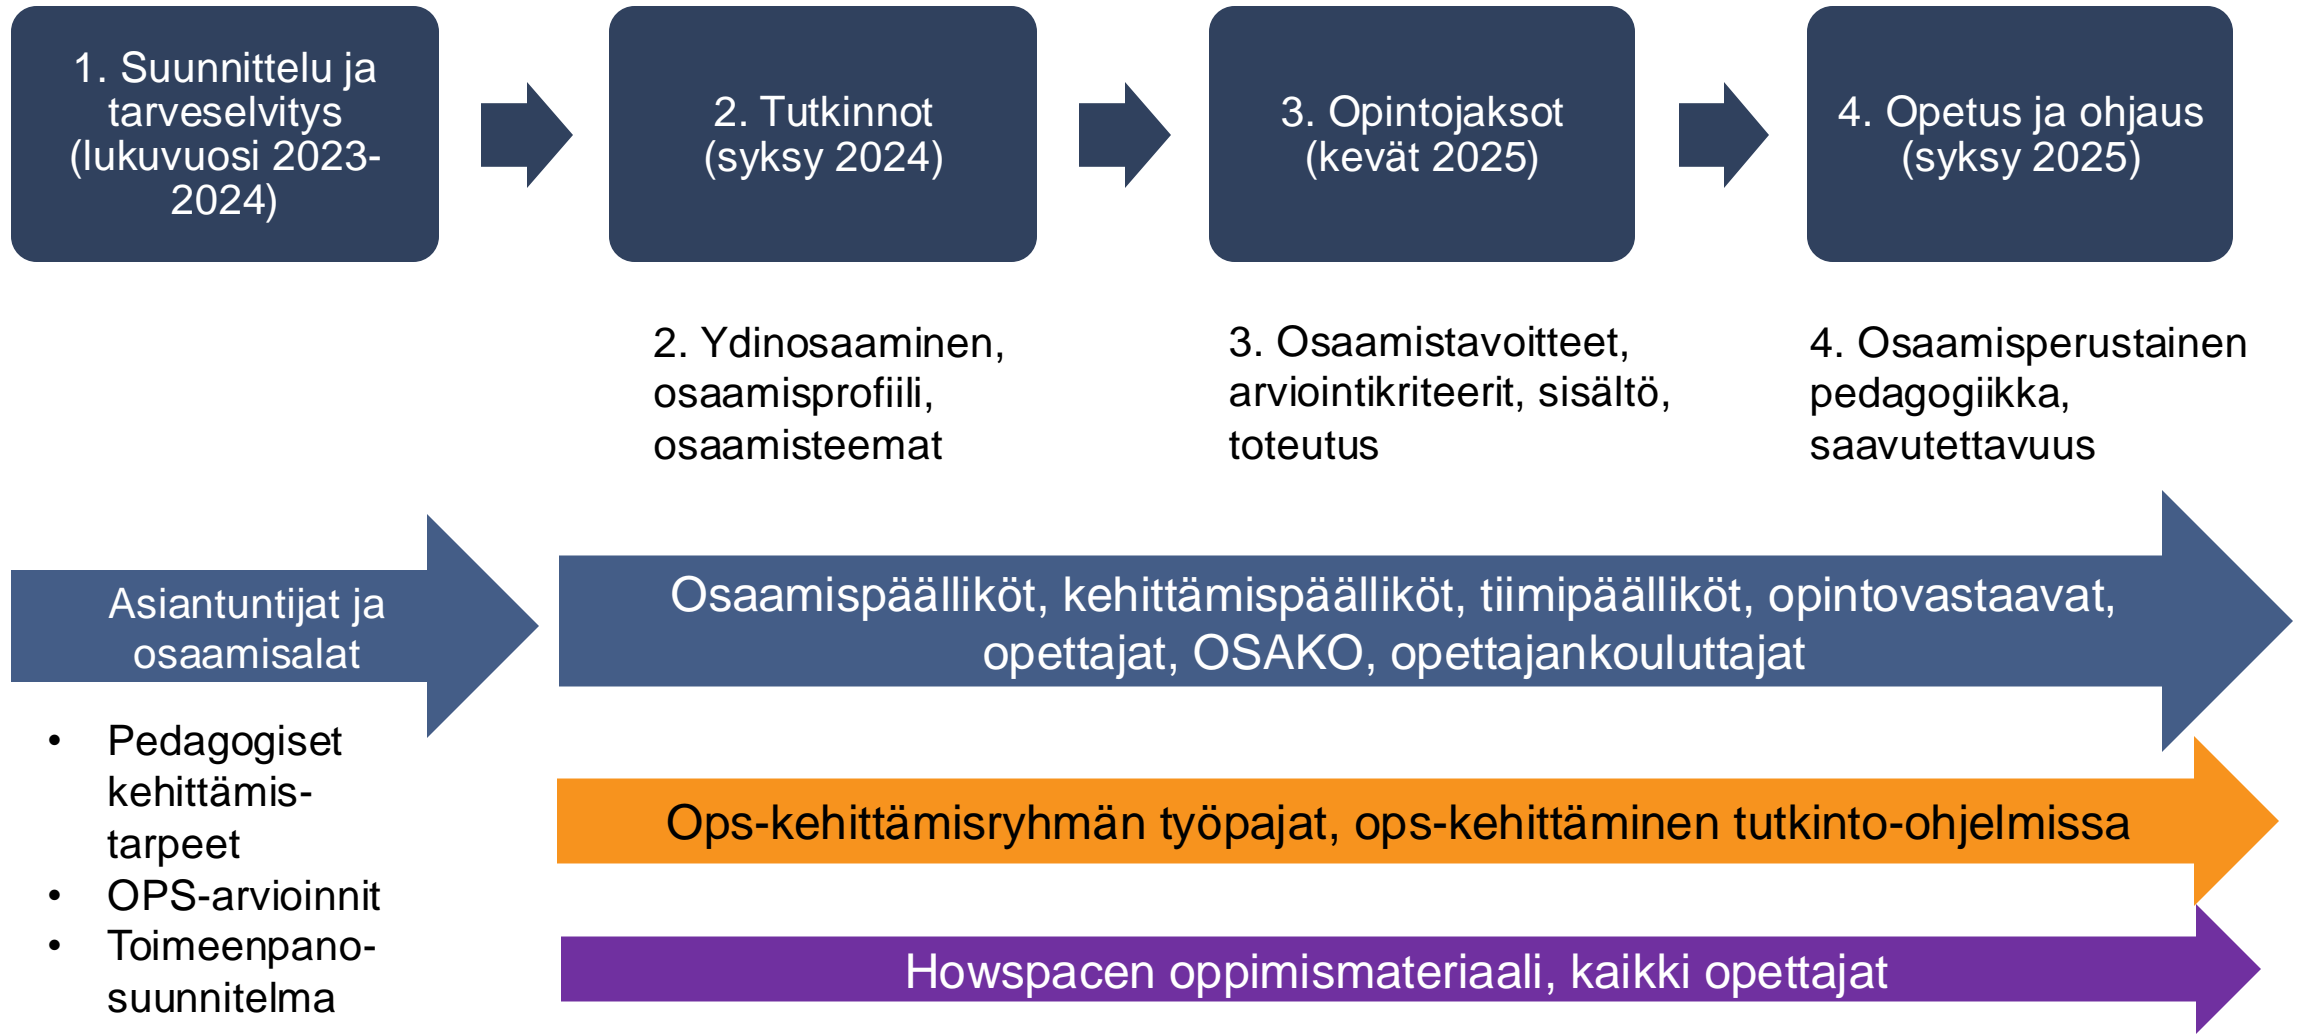 1. Suunnittelu ja
tarveselvitys
(lukuvuosi 2023-
2024)
2. Tutkinnot
(syksy 2024)
3. Opintojaksot
(kevät 2025)
4. Opetus ja ohjaus
(syksy 2025)
2. Ydinosaaminen,
osaamisprofiili,
osaamisteemat
3. Osaamistavoitteet,
arviointikriteerit, sisältö,
toteutus
4. Osaamisperustainen
pedagogiikka,
saavutettavuus
Asiantuntijat ja
osaamisalat
Osaamispäälliköt, kehittämispäälliköt, tiimipäälliköt, opintovastaavat,
opettajat, OSAKO, opettajankouluttajat
• Pedagogiset
kehittämis-
tarpeet
• OPS-arvioinnit
• Toimeenpano-
suunnitelma
Ops-kehittämisryhmän työpajat, ops-kehittäminen tutkinto-ohjelmissa
Howspacen oppimismateriaali, kaikki opettajat